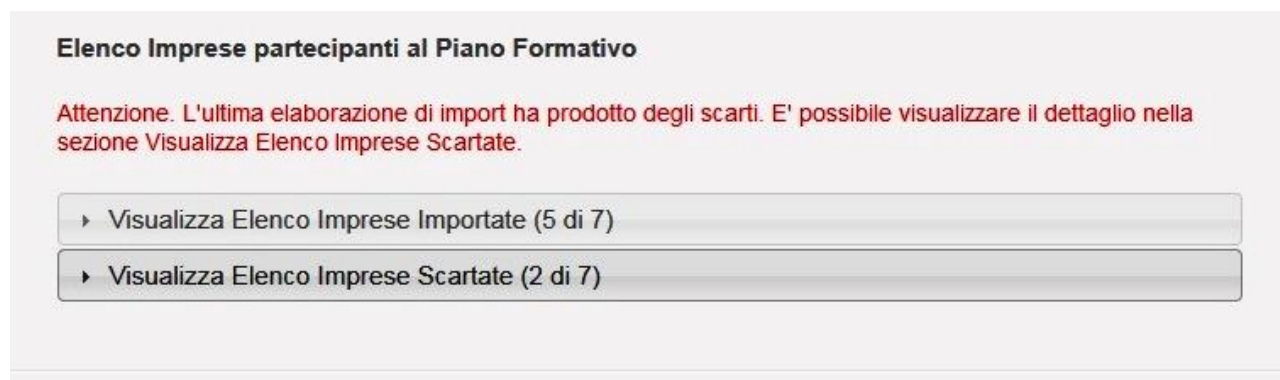 Elenco Imprese partecipanti al Piano Formativo
Attenzione. L'ultima elaborazione di import ha prodotto degli scarti. E' possibile visualizzare il dettaglio nella
sezione Visualizza Elenco Imprese Scartate.
Visualizza Elenco Imprese Importate (5 di 7)
Visualizza Elenco Imprese Scartate (2 di 7)